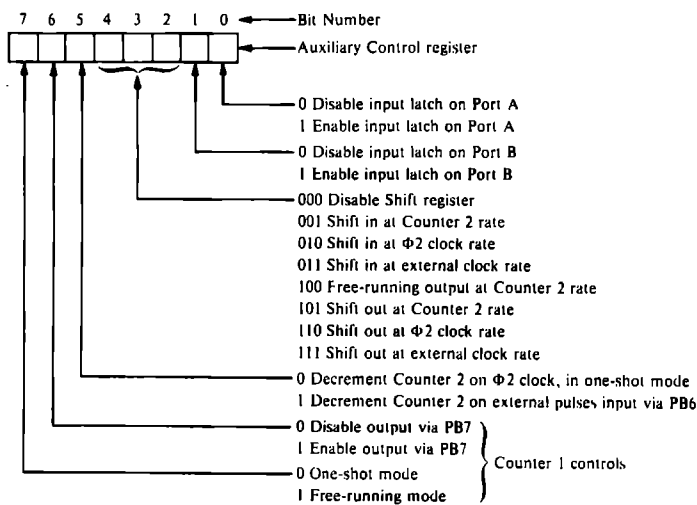 7 6 5 4 3 2 1 0 Bit Number
Auxiliary Control register
0 Disable input latch on Port A
1 Enable input latch on Port A
0 Disable input latch on Port B
1 Enable input latch on Port B
000 Disable Shift register
001 Shift in at Counter 2 rate
010 Shift in at Φ2 clock rate
011 Shift in at external clock rate
100 Free-running output at Counter 2 rate
101 Shift out at Counter 2 rate
110 Shift out at Φ2 clock rate
111 Shift out at external clock rate
0 Decrement Counter 2 on Φ2 clock, in one-shot mode
1 Decrement Counter 2 on external pulses input via PB6
0 Disable output via PB7
1 Enable output via PB7
Counter 1 controls
0 One-shot mode
1 Free-running mode